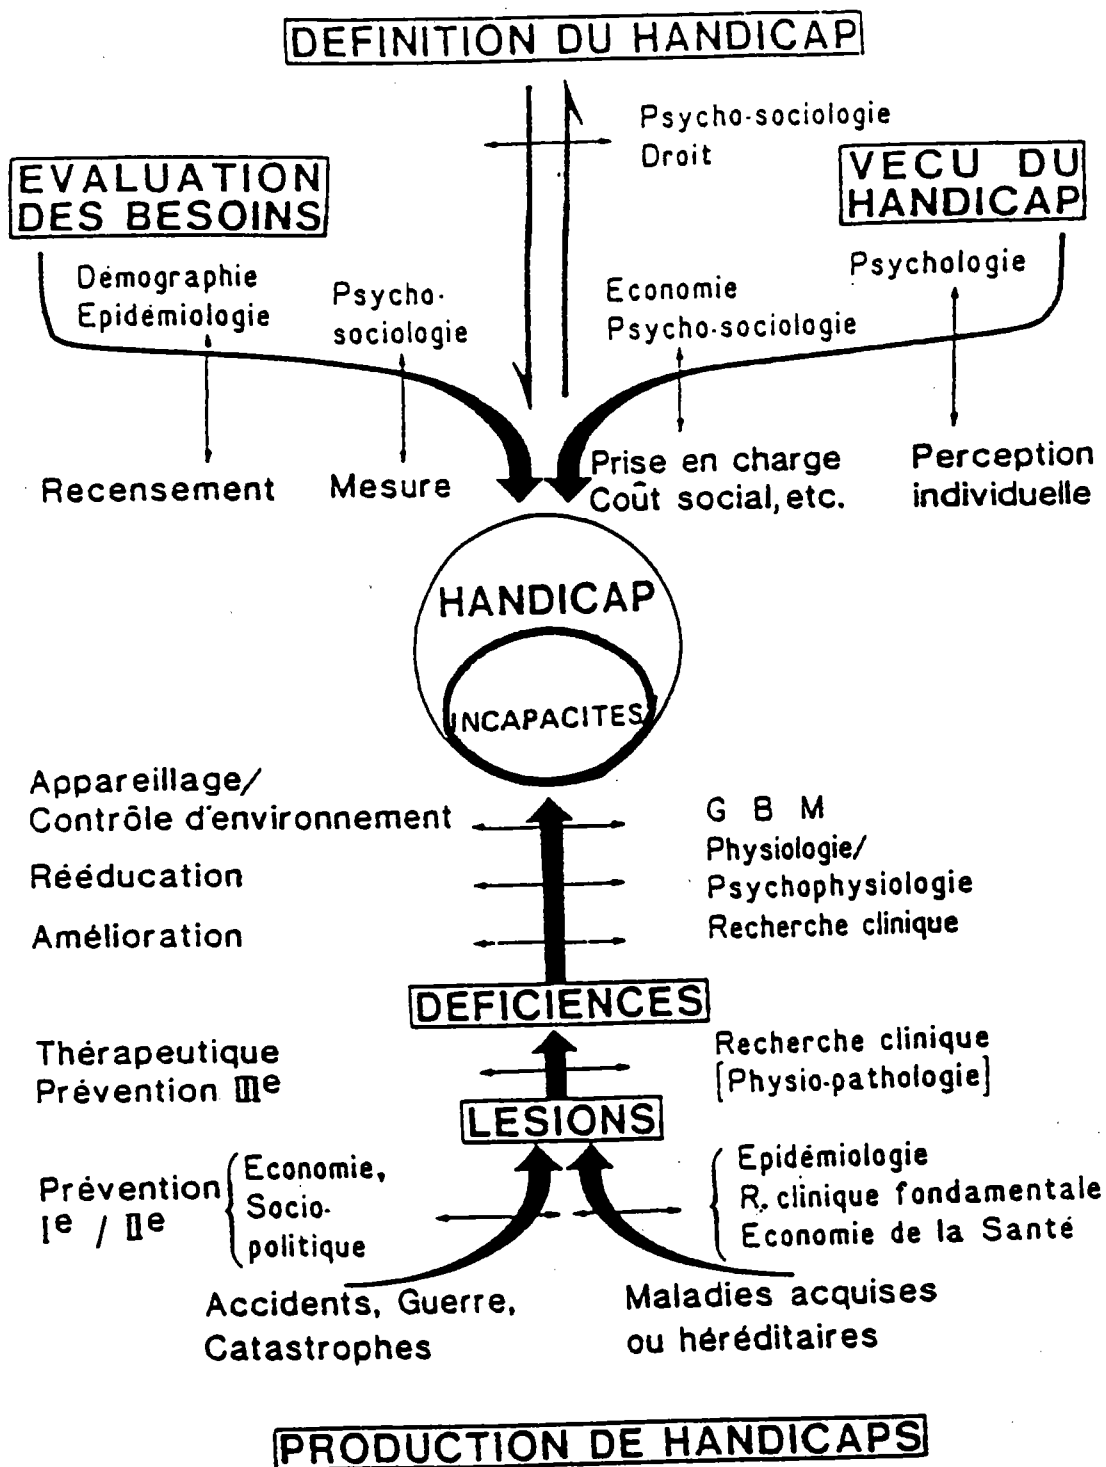 DEFINITION DU HANDICAP
Psycho-sociologie
Droit
EVALUATION
DES BESOINS
VECU DU
HANDICAP
Démographie
Epidémiologie
Psycho-
sociologie
Economie
Psycho-sociologie
Psychologie
Recensement
Mesure
Prise en charge
Coût social, etc.
Perception
individuelle
HANDICAP
INCAPACITES
Appareillage/
Contrôle d'environnement
Rééducation
Amélioration
G B M
Physiologie/
Psychophysiologie
Recherche clinique
DEFICIENCES
Thérapeutique
Prévention IIIe
Recherche clinique
[Physio-pathologie]
LESIONS
Prévention
Ie / IIe
Economie,
Socio-
politique
Epidémiologie
R. clinique fondamentale
Economie de la Santé
Accidents, Guerre,
Catastrophes
Maladies acquises
ou héréditaires
PRODUCTION DE HANDICAPS